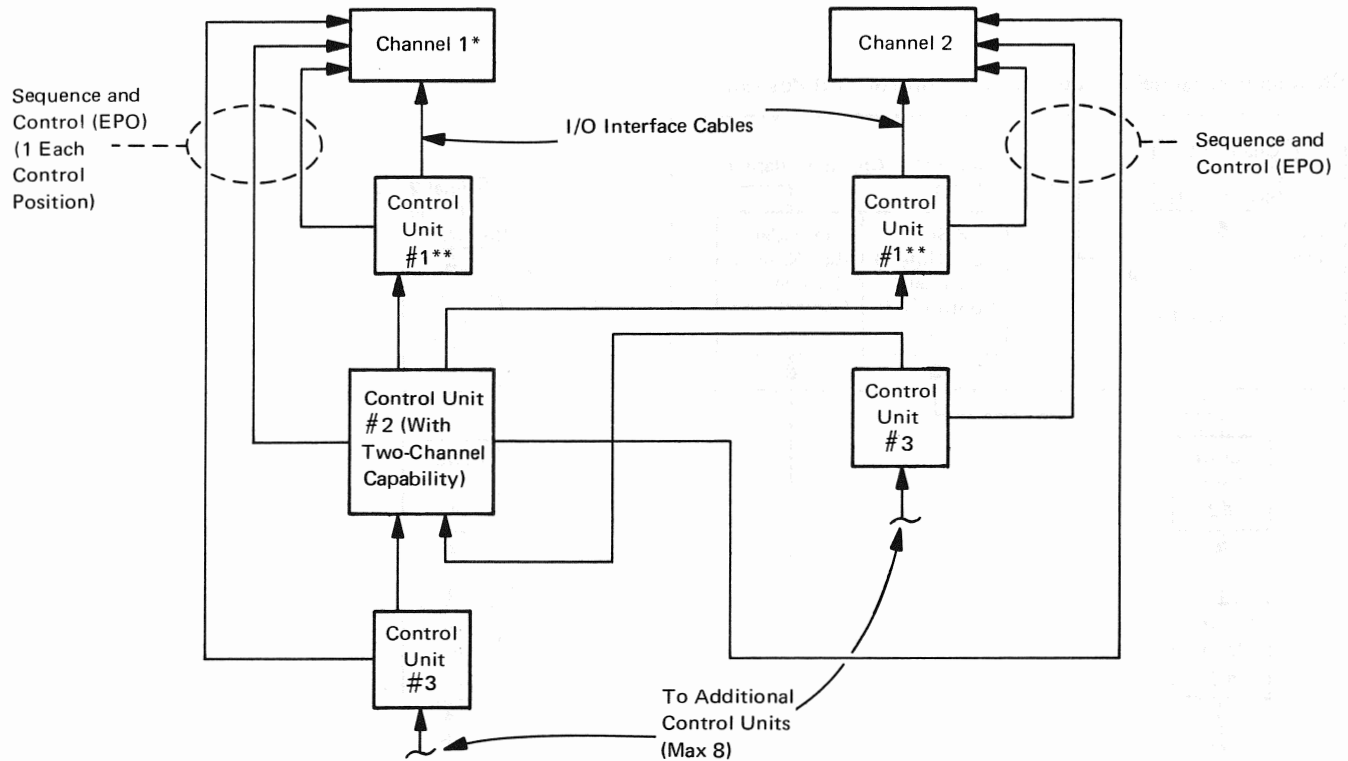 Channel 1*
Channel 2
Sequence and
Control (EPO)
(1 Each
Control
Position)
I/O Interface Cables
Sequence and
Control (EPO)
Control
Unit
#1**
Control
Unit
#1**
Control Unit
#2 (With
Two-Channel
Capability)
Control
Unit
#3
Control
Unit
#3
To Additional
Control Units
(Max 8)